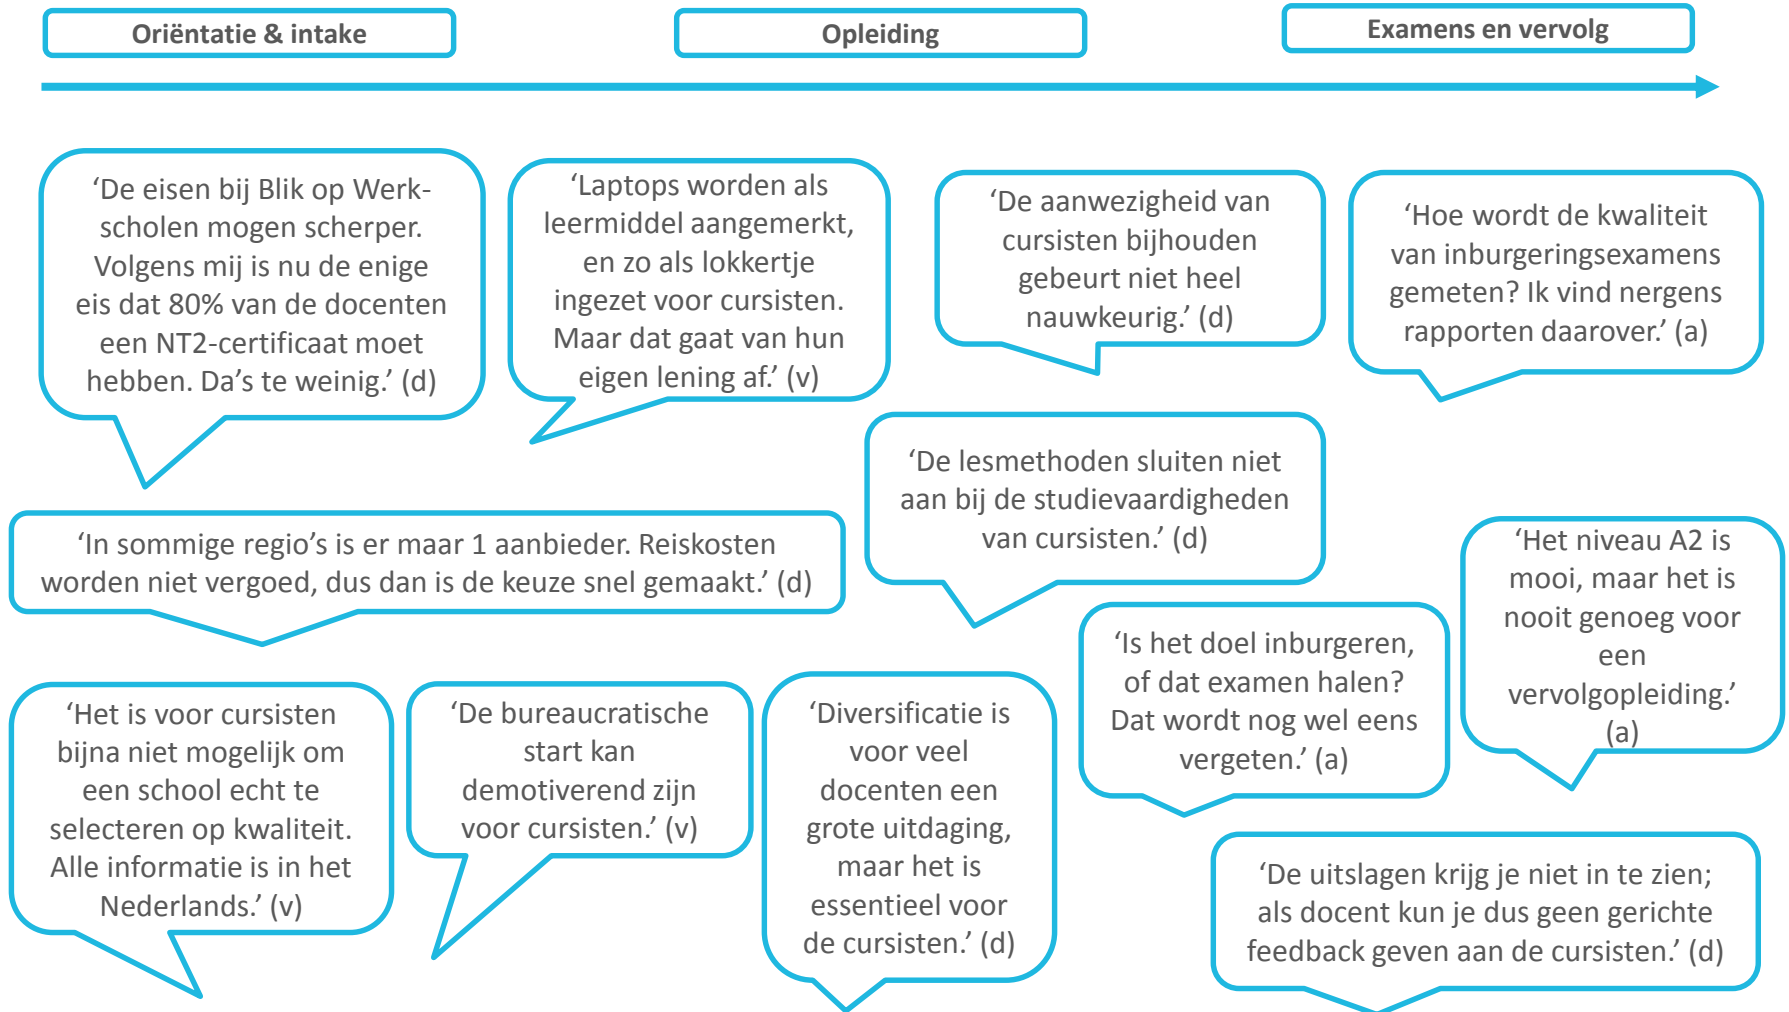 Oriëntatie & intake
Opleiding
Examens en vervolg
‘De eisen bij Blik op Werk-
scholen mogen scherper.
Volgens mij is nu de enige
eis dat 80% van de docenten
een NT2-certificaat moet
hebben. Da’s te weinig.’ (d)
‘Laptops worden als
leermiddel aangemerkt,
en zo als lokkertje
ingezet voor cursisten.
Maar dat gaat van hun
eigen lening af.’ (v)
‘De aanwezigheid van
cursisten bijhouden
gebeurt niet heel
nauwkeurig.’ (d)
‘Hoe wordt de kwaliteit
van inburgeringsexamens
gemeten? Ik vind nergens
rapporten daarover.’ (a)
‘De lesmethoden sluiten niet
aan bij de studievaardigheden
van cursisten.’ (d)
‘In sommige regio’s is er maar 1 aanbieder. Reiskosten
worden niet vergoed, dus dan is de keuze snel gemaakt.’ (d)
‘Het niveau A2 is
mooi, maar het is
nooit genoeg voor
een
vervolgopleiding.’
(a)
‘Is het doel inburgeren,
of dat examen halen?
Dat wordt nog wel eens
vergeten.’ (a)
‘Het is voor cursisten
bijna niet mogelijk om
een school echt te
selecteren op kwaliteit.
Alle informatie is in het
Nederlands.’ (v)
‘De bureaucratische
start kan
demotiverend zijn
voor cursisten.’ (v)
‘Diversificatie is
voor veel
docenten een
grote uitdaging,
maar het is
essentieel voor
de cursisten.’ (d)
‘De uitslagen krijg je niet in te zien;
als docent kun je dus geen gerichte
feedback geven aan de cursisten.’ (d)